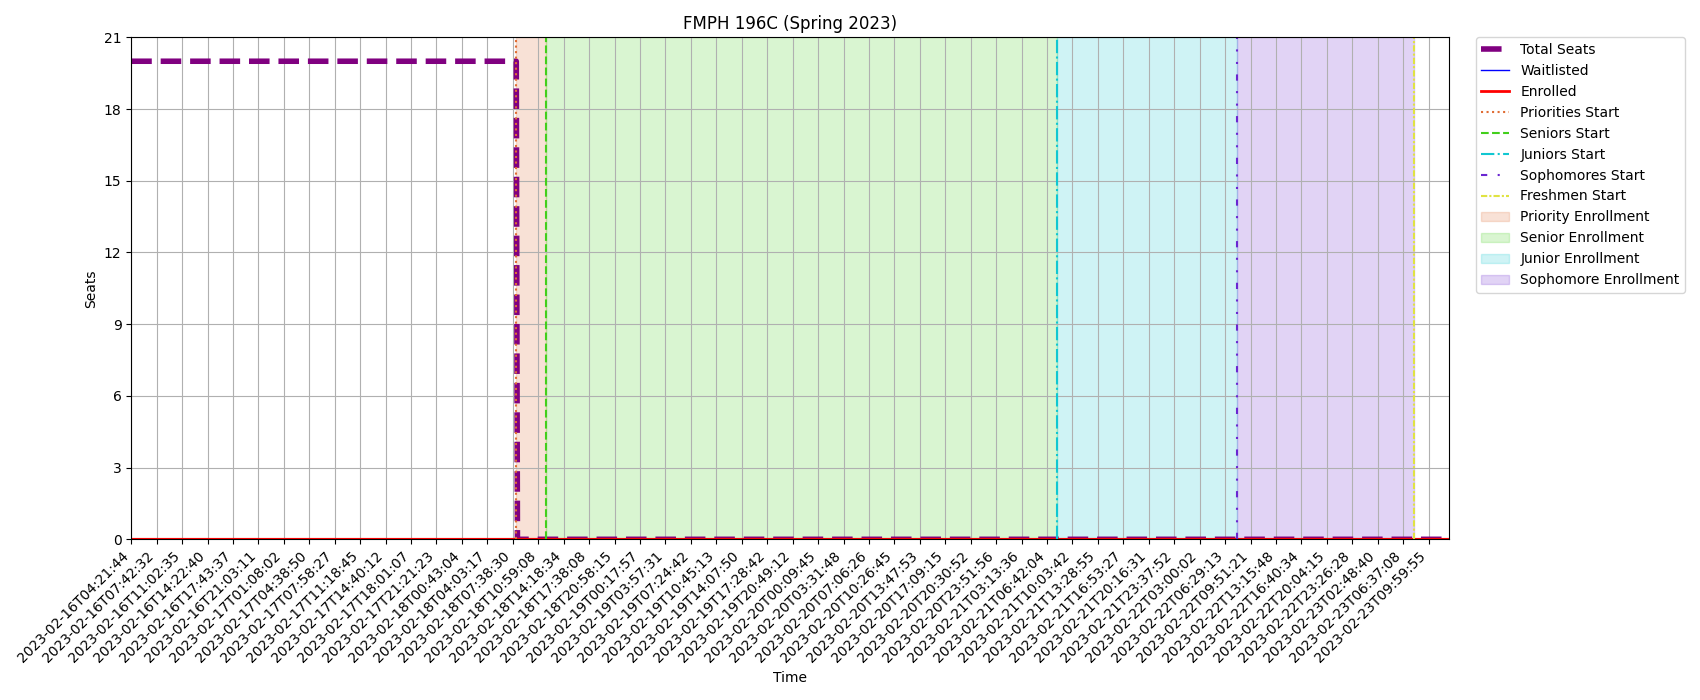 FMPH 196C (Spring 2023)
21
18
15
12
9
6
3
0
Seats
2023-02-16T04:21:44
2023-02-16T07:42:32
2023-02-16T11:02:35
2023-02-16T14:22:40
2023-02-16T17:43:37
2023-02-16T21:03:11
2023-02-17T01:08:02
2023-02-17T04:38:50
2023-02-17T07:58:27
2023-02-17T11:18:45
2023-02-17T14:40:12
2023-02-17T18:01:07
2023-02-17T21:21:23
2023-02-18T00:43:04
2023-02-18T04:03:17
2023-02-18T07:38:30
2023-02-18T10:59:08
2023-02-18T14:18:34
2023-02-18T17:38:08
2023-02-18T20:58:15
2023-02-19T00:17:57
2023-02-19T03:57:31
2023-02-19T07:24:42
2023-02-19T10:45:13
2023-02-19T14:07:50
2023-02-19T17:28:42
2023-02-19T20:49:12
2023-02-20T00:09:45
2023-02-20T03:31:48
2023-02-20T07:06:26
2023-02-20T10:26:45
2023-02-20T13:47:53
2023-02-20T17:09:15
2023-02-20T20:30:52
2023-02-20T23:51:56
2023-02-21T03:13:36
2023-02-21T06:42:04
2023-02-21T10:03:42
2023-02-21T13:28:55
2023-02-21T16:53:27
2023-02-21T20:16:31
2023-02-21T23:37:52
2023-02-22T03:00:02
2023-02-22T06:29:13
2023-02-22T09:51:21
2023-02-22T13:15:48
2023-02-22T16:40:34
2023-02-22T20:04:15
2023-02-22T23:26:28
2023-02-23T02:48:40
2023-02-23T06:37:08
2023-02-23T09:59:55
Time
Total Seats
Waitlisted
Enrolled
Priorities Start
Seniors Start
Juniors Start
Sophomores Start
Freshmen Start
Priority Enrollment
Senior Enrollment
Junior Enrollment
Sophomore Enrollment